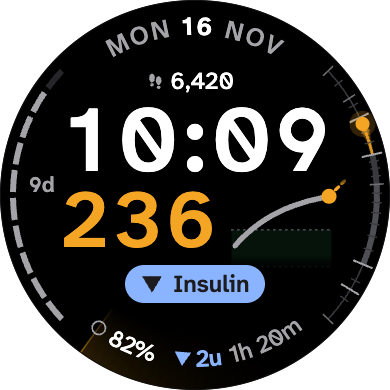 MON 16 NOV
6,420
10:09
9d
236
▼ Insulin
82%
▼2u 1h 20m